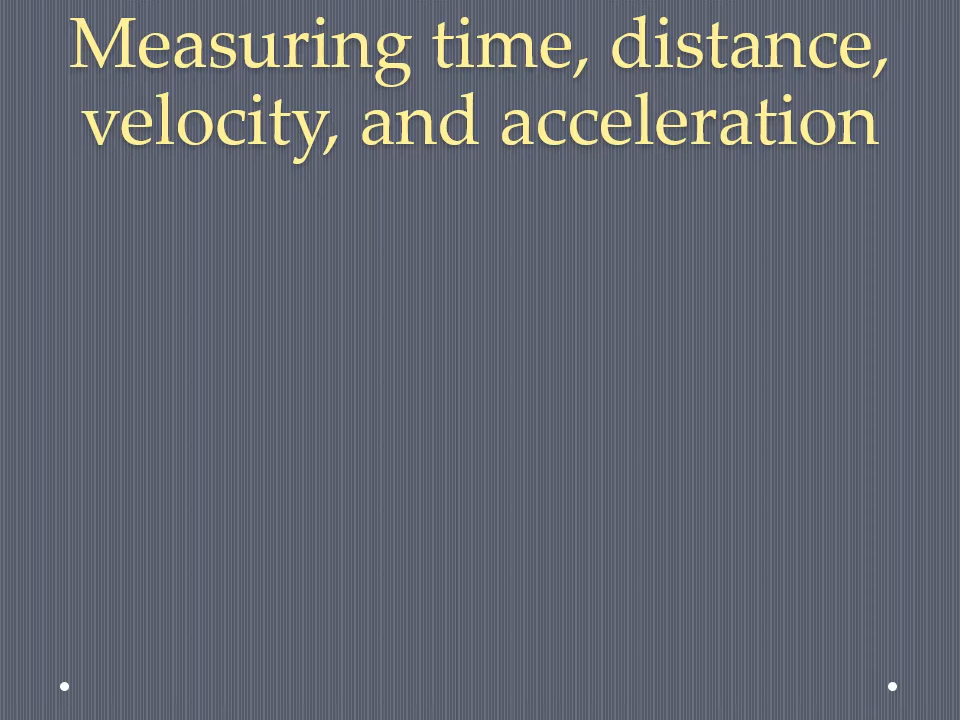 Measuring time, distance,
velocity, and acceleration